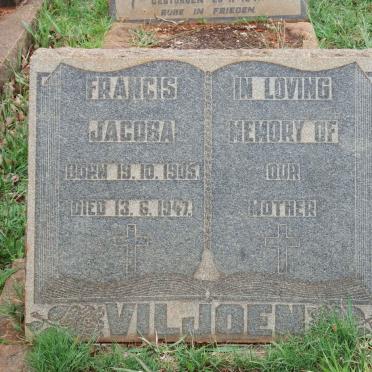 RUHE IN FRIEDEN.
FRANCIS
JACOBA
BORN 19.10.1905.
DIED 13.6.1947.
IN LOVING
MEMORY OF
OUR
MOTHER
VILJOEN